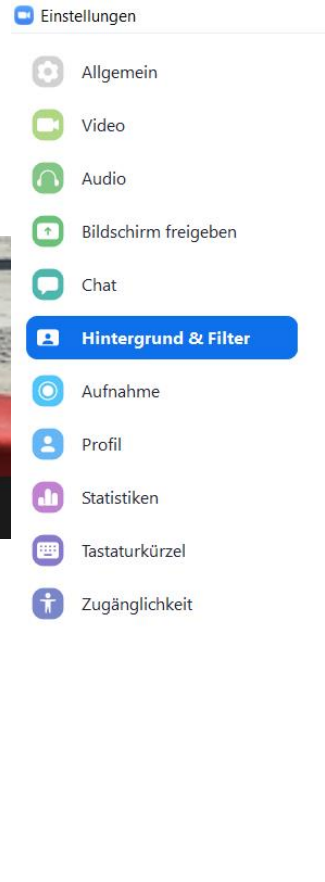 Einstellungen
Allgemein
Video
Audio
Bildschirm freigeben
Chat
Hintergrund & Filter
Aufnahme
Profil
Statistiken
Tastaturkürzel
Zugänglichkeit